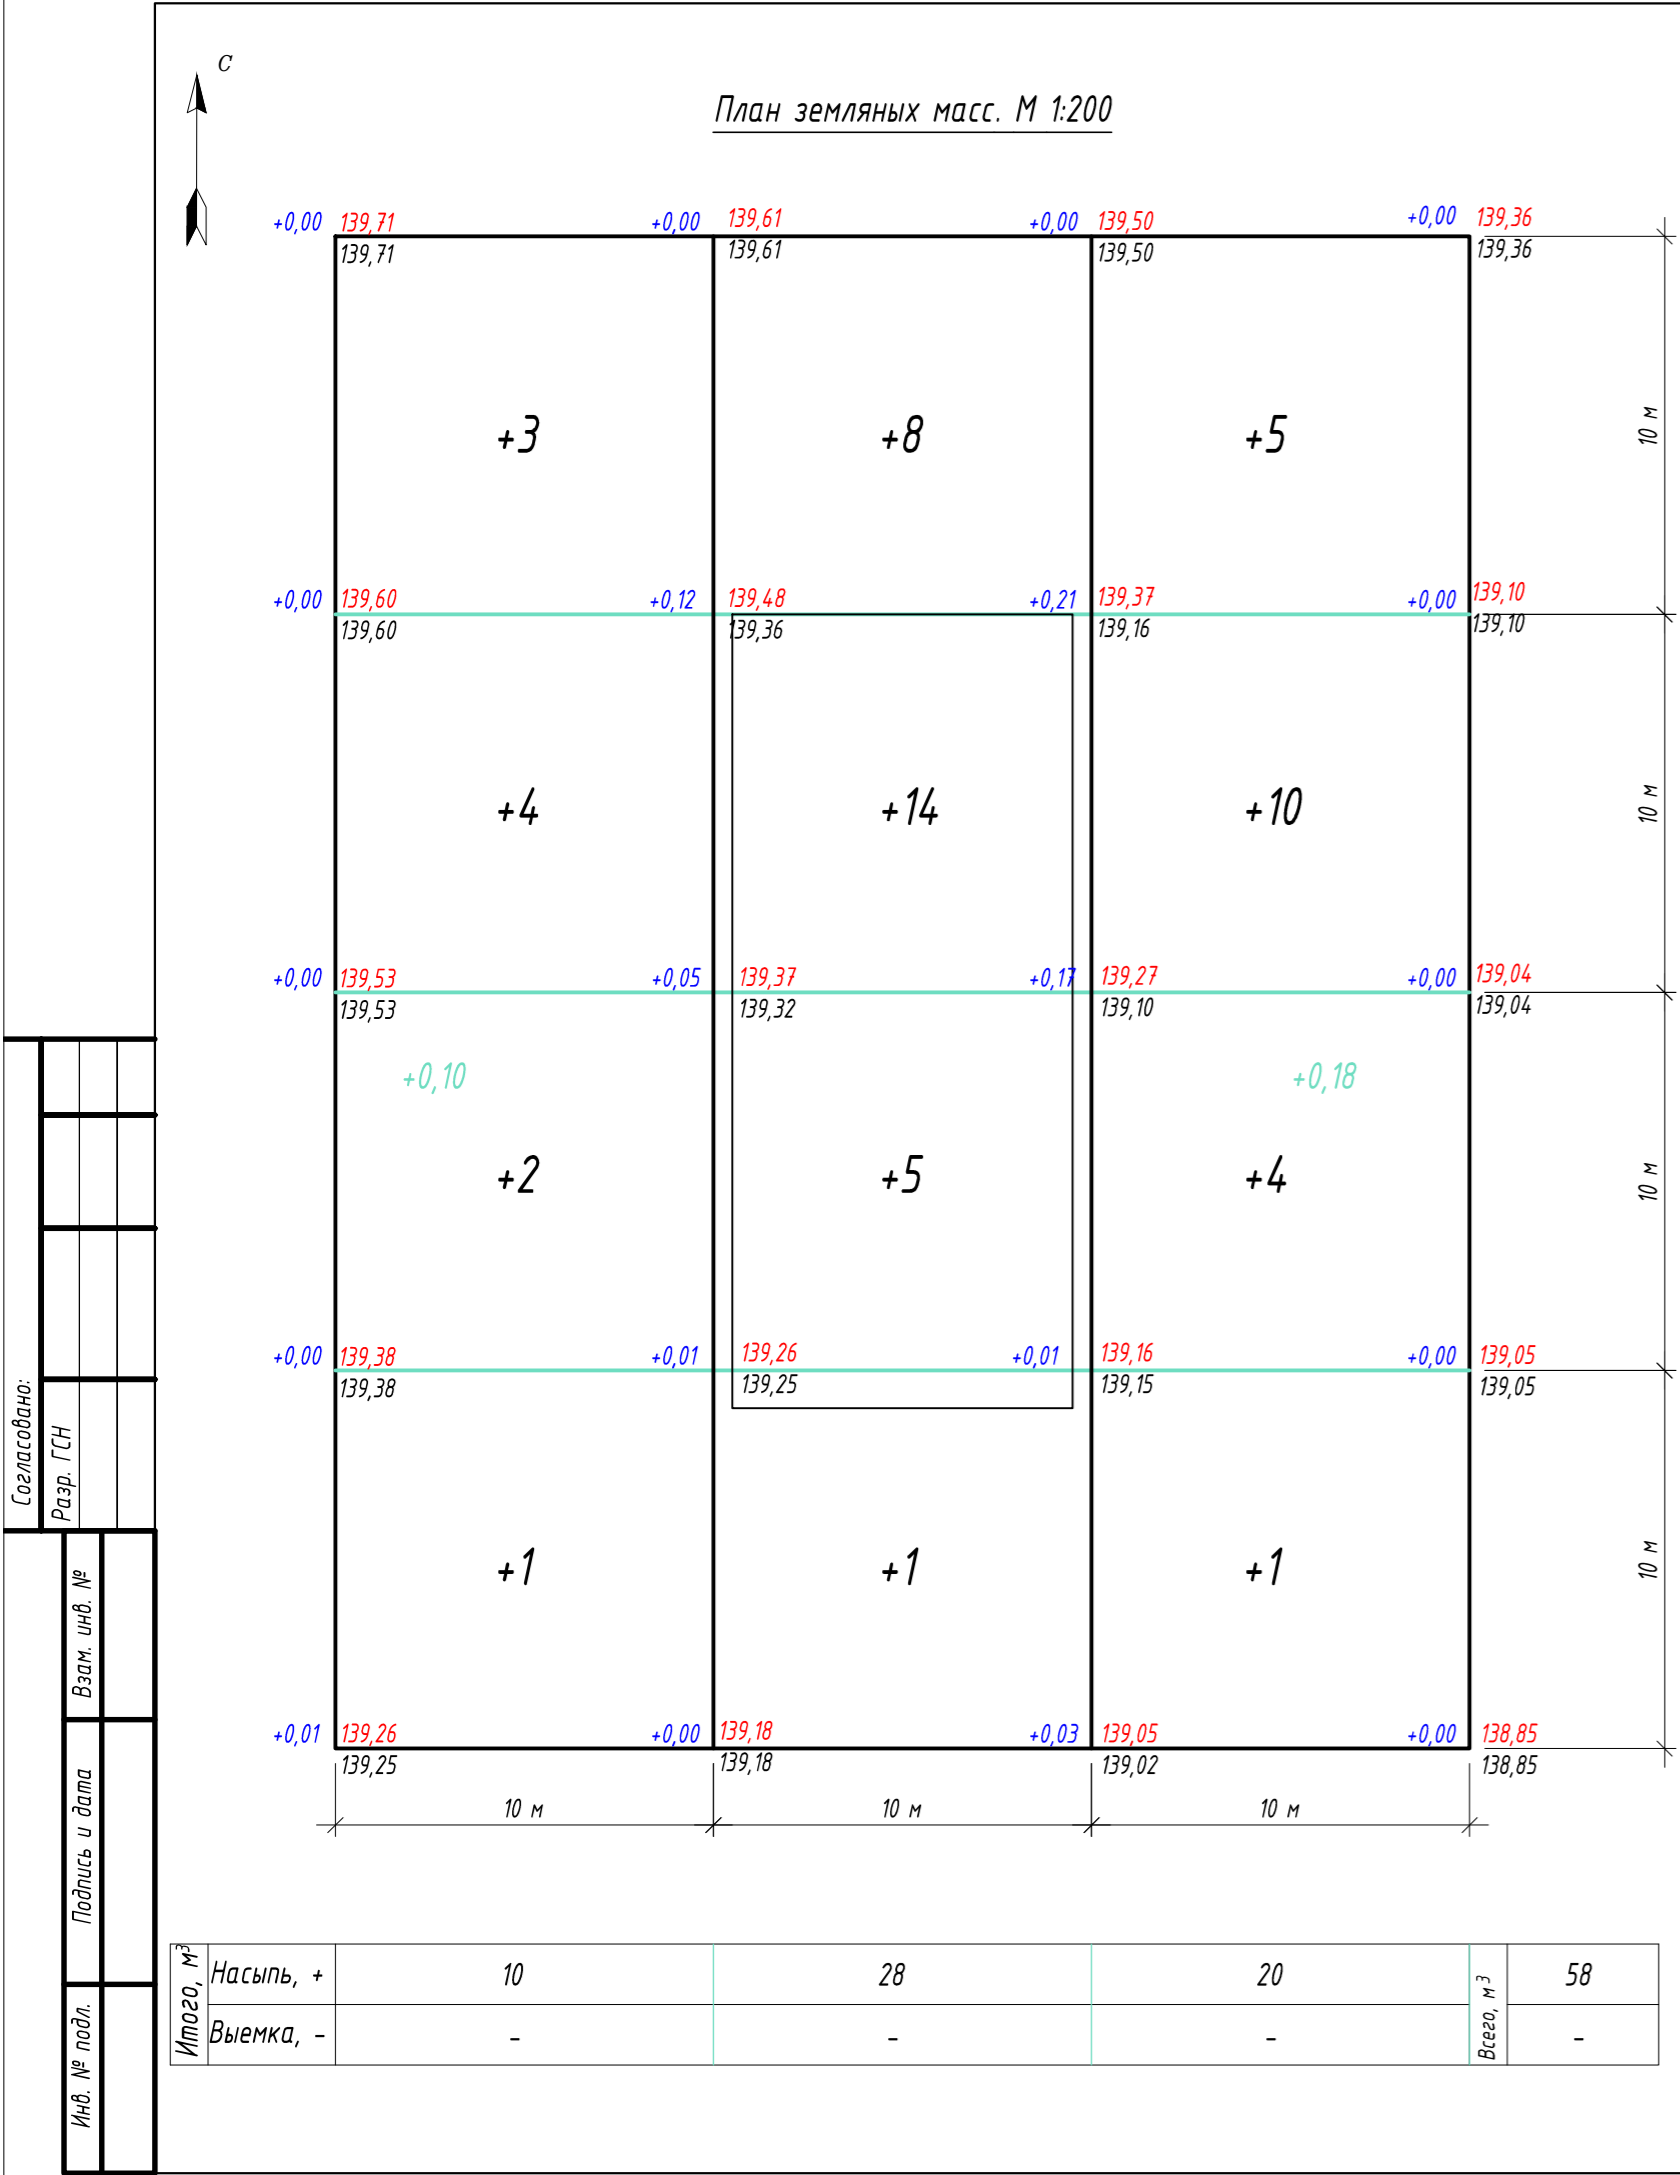 С
План земляных масс. М 1:200
+0,00 139,71 +0,00 139,61 +0,00 139,50 +0,00 139,36
139,71 139,61 139,50 139,36
+3 +8 +5
10 м
+0,00 139,60 +0,12 139,48 +0,21 139,37 +0,00 139,10
139,60 139,36 139,16 139,10
+4 +14 +10
10 м
+0,00 139,53 +0,05 139,37 +0,17 139,27 +0,00 139,04
139,53 139,32 139,10 139,04
+0,10 +0,18
+2 +5 +4
10 м
+0,00 139,38 +0,01 139,26 +0,01 139,16 +0,00 139,05
139,38 139,25 139,15 139,05
+1 +1 +1
10 м
+0,01 139,26 +0,00 139,18 +0,03 139,05 +0,00 138,85
139,25 139,18 139,02 138,85
10 м 10 м 10 м
Итого, м³
Насыпь, + 10 28 20
Выемка, - - - -
Всего, м³
58
-
Согласовано:
Разр. ГСН
Взам. инв. №
Подпись и дата
Инв. № подл.